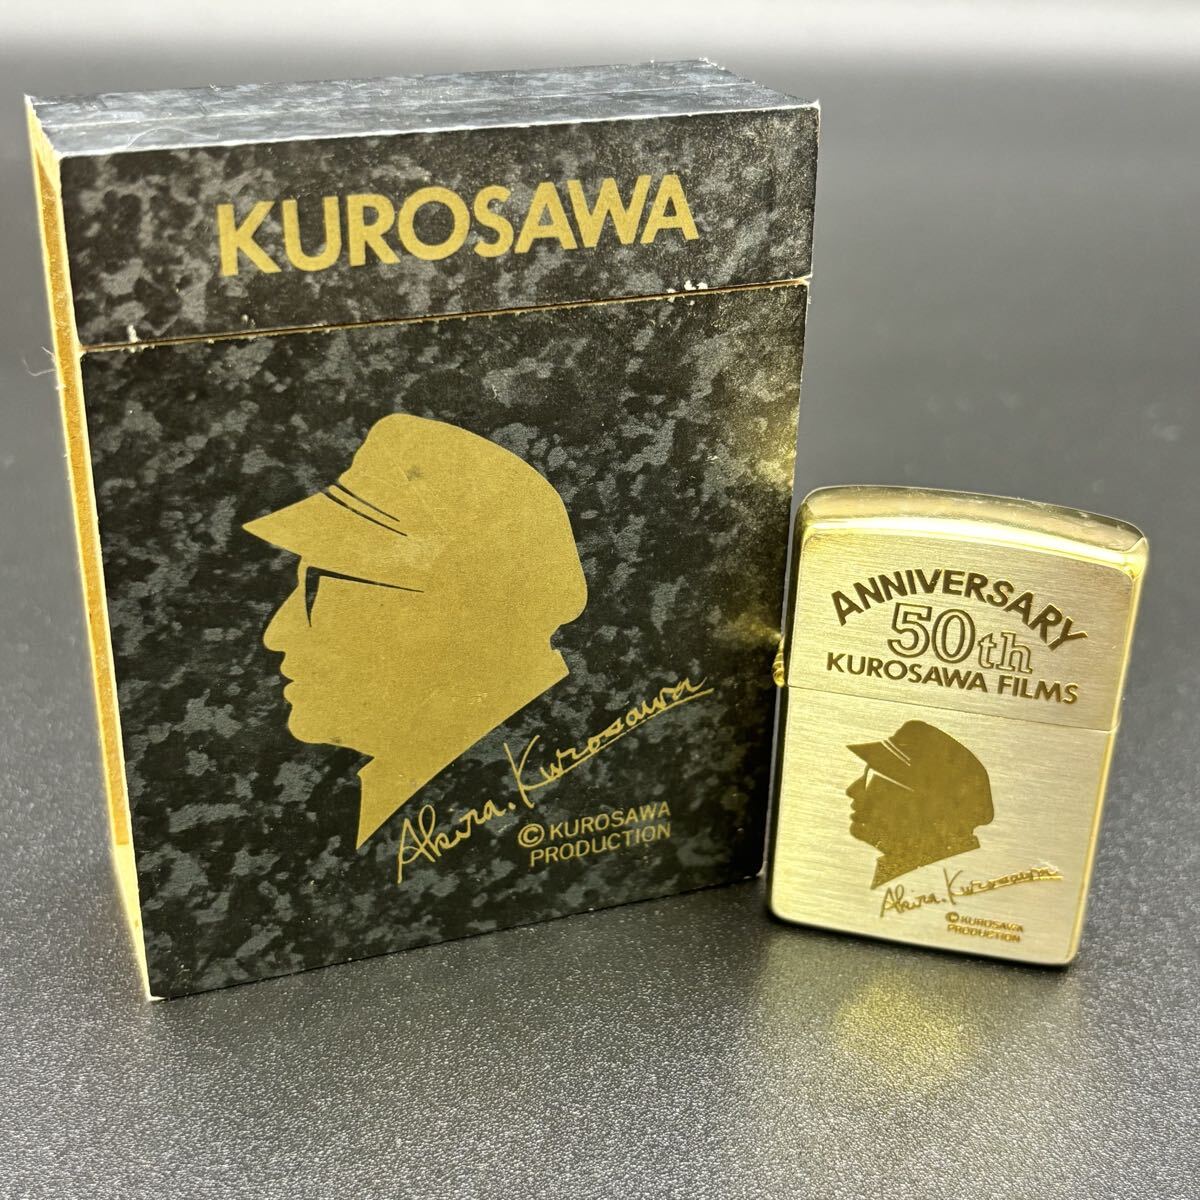 KUROSAWA
Akira. Kurosawa
© KUROSAWA
PRODUCTION
ANNIVERSARY
50th
KUROSAWA FILMS
Akira. Kurosawa
© KUROSAWA
PRODUCTION